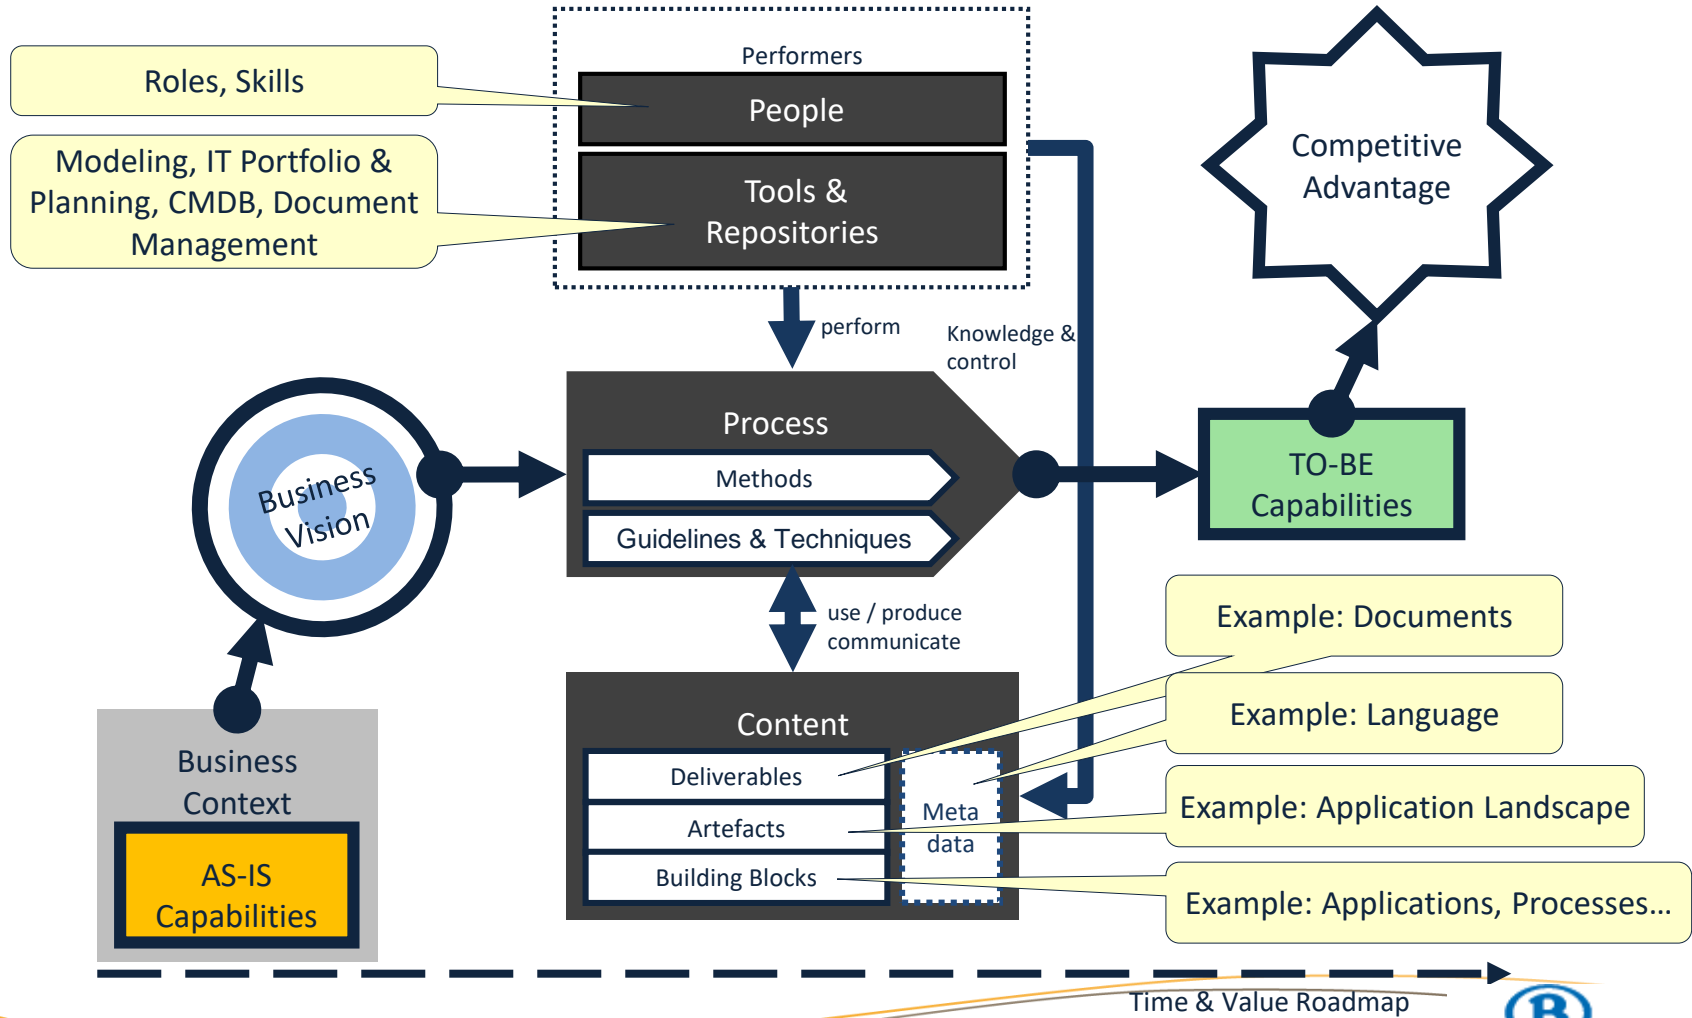 Performers
People
Tools &
Repositories
Roles, Skills
Modeling, IT Portfolio &
Planning, CMDB, Document
Management
Competitive
Advantage
perform
Knowledge &
control
Process
Methods
Guidelines & Techniques
Business
Vision
TO-BE
Capabilities
use / produce
communicate
Content
Deliverables
Artefacts
Building Blocks
Meta
data
Example: Documents
Example: Language
Example: Application Landscape
Example: Applications, Processes...
Business
Context
AS-IS
Capabilities
Time & Value Roadmap
B